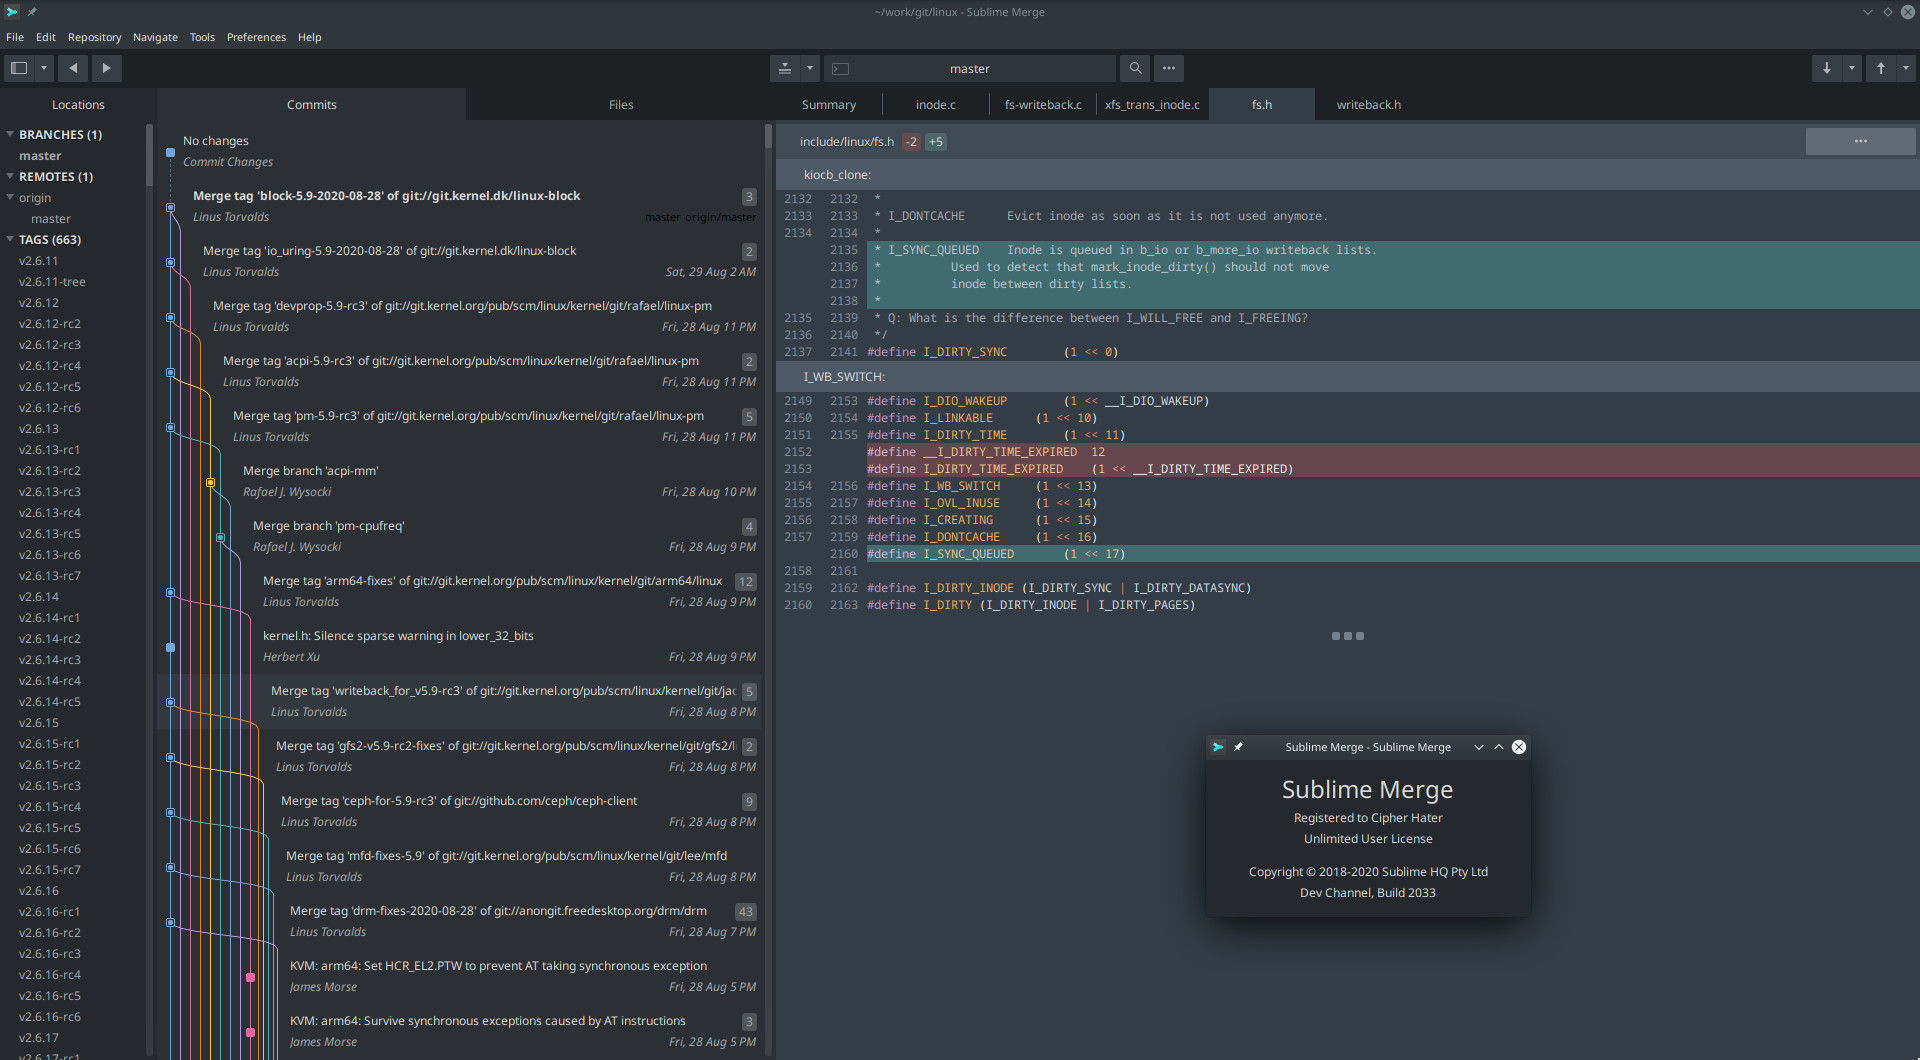 ~/work/git/linux - Sublime Merge
File Edit Repository Navigate Tools Preferences Help
master
Locations
Commits
Files
Summary
inode.c
fs-writeback.c
xfs_trans_inode.c
fs.h
writeback.h
BRANCHES (1)
master
REMOTES (1)
origin
master
TAGS (663)
v2.6.11
v2.6.11-tree
v2.6.12
v2.6.12-rc2
v2.6.12-rc3
v2.6.12-rc4
v2.6.12-rc5
v2.6.12-rc6
v2.6.13
v2.6.13-rc1
v2.6.13-rc2
v2.6.13-rc3
v2.6.13-rc4
v2.6.13-rc5
v2.6.13-rc6
v2.6.13-rc7
v2.6.14
v2.6.14-rc1
v2.6.14-rc2
v2.6.14-rc3
v2.6.14-rc4
v2.6.14-rc5
v2.6.15
v2.6.15-rc1
v2.6.15-rc2
v2.6.15-rc3
v2.6.15-rc4
v2.6.15-rc5
v2.6.15-rc6
v2.6.15-rc7
v2.6.16
v2.6.16-rc1
v2.6.16-rc2
v2.6.16-rc3
v2.6.16-rc4
v2.6.16-rc5
v2.6.16-rc6
v2.6.17
v2.6.17-rc1
No changes
Commit Changes
Merge tag 'block-5.9-2020-08-28' of git://git.kernel.dk/linux-block 3
Linus Torvalds master origin/master
Merge tag 'io_uring-5.9-2020-08-28' of git://git.kernel.dk/linux-block 2
Linus Torvalds Sat, 29 Aug 2 AM
Merge tag 'devprop-5.9-rc3' of git://git.kernel.org/pub/scm/linux/kernel/git/rafael/linux-pm
Linus Torvalds Fri, 28 Aug 11 PM
Merge tag 'acpi-5.9-rc3' of git://git.kernel.org/pub/scm/linux/kernel/git/rafael/linux-pm 2
Linus Torvalds Fri, 28 Aug 11 PM
Merge tag 'pm-5.9-rc3' of git://git.kernel.org/pub/scm/linux/kernel/git/rafael/linux-pm 5
Linus Torvalds Fri, 28 Aug 11 PM
Merge branch 'acpi-mm'
Rafael J. Wysocki Fri, 28 Aug 10 PM
Merge branch 'pm-cpufreq' 4
Rafael J. Wysocki Fri, 28 Aug 9 PM
Merge tag 'arm64-fixes' of git://git.kernel.org/pub/scm/linux/kernel/git/arm64/linux 12
Linus Torvalds Fri, 28 Aug 9 PM
kernel.h: Silence sparse warning in lower_32_bits
Herbert Xu Fri, 28 Aug 9 PM
Merge tag 'writeback_for_v5.9-rc3' of git://git.kernel.org/pub/scm/linux/kernel/git/jac 5
Linus Torvalds Fri, 28 Aug 8 PM
Merge tag 'gfs2-v5.9-rc2-fixes' of git://git.kernel.org/pub/scm/linux/kernel/git/gfs2/l 2
Linus Torvalds Fri, 28 Aug 8 PM
Merge tag 'ceph-for-5.9-rc3' of git://github.com/ceph/ceph-client 9
Linus Torvalds Fri, 28 Aug 8 PM
Merge tag 'mfd-fixes-5.9' of git://git.kernel.org/pub/scm/linux/kernel/git/lee/mfd
Linus Torvalds Fri, 28 Aug 8 PM
Merge tag 'drm-fixes-2020-08-28' of git://anongit.freedesktop.org/drm/drm 43
Linus Torvalds Fri, 28 Aug 7 PM
KVM: arm64: Set HCR_EL2.PTW to prevent AT taking synchronous exception
James Morse Fri, 28 Aug 5 PM
KVM: arm64: Survive synchronous exceptions caused by AT instructions 3
James Morse Fri, 28 Aug 5 PM
include/linux/fs.h -2 +5
kiocb_clone:
2132 2132 *
2133 2133 * I_DONTCACHE Evict inode as soon as it is not used anymore.
2134 2134 *
2135 * I_SYNC_QUEUED Inode is queued in b_io or b_more_io writeback lists.
2136 * Used to detect that mark_inode_dirty() should not move
2137 * inode between dirty lists.
2138 *
2135 2139 * Q: What is the difference between I_WILL_FREE and I_FREEING?
2136 2140 */
2137 2141 #define I_DIRTY_SYNC (1 << 0)
I_WB_SWITCH:
2149 2153 #define I_DIO_WAKEUP (1 << __I_DIO_WAKEUP)
2150 2154 #define I_LINKABLE (1 << 10)
2151 2155 #define I_DIRTY_TIME (1 << 11)
2152 #define __I_DIRTY_TIME_EXPIRED 12
2153 #define I_DIRTY_TIME_EXPIRED (1 << __I_DIRTY_TIME_EXPIRED)
2154 2156 #define I_WB_SWITCH (1 << 13)
2155 2157 #define I_OVL_INUSE (1 << 14)
2156 2158 #define I_CREATING (1 << 15)
2157 2159 #define I_DONTCACHE (1 << 16)
2160 #define I_SYNC_QUEUED (1 << 17)
2158 2161
2159 2162 #define I_DIRTY_INODE (I_DIRTY_SYNC | I_DIRTY_DATASYNC)
2160 2163 #define I_DIRTY (I_DIRTY_INODE | I_DIRTY_PAGES)
Sublime Merge - Sublime Merge
Sublime Merge
Registered to Cipher Hater
Unlimited User License
Copyright © 2018-2020 Sublime HQ Pty Ltd
Dev Channel, Build 2033